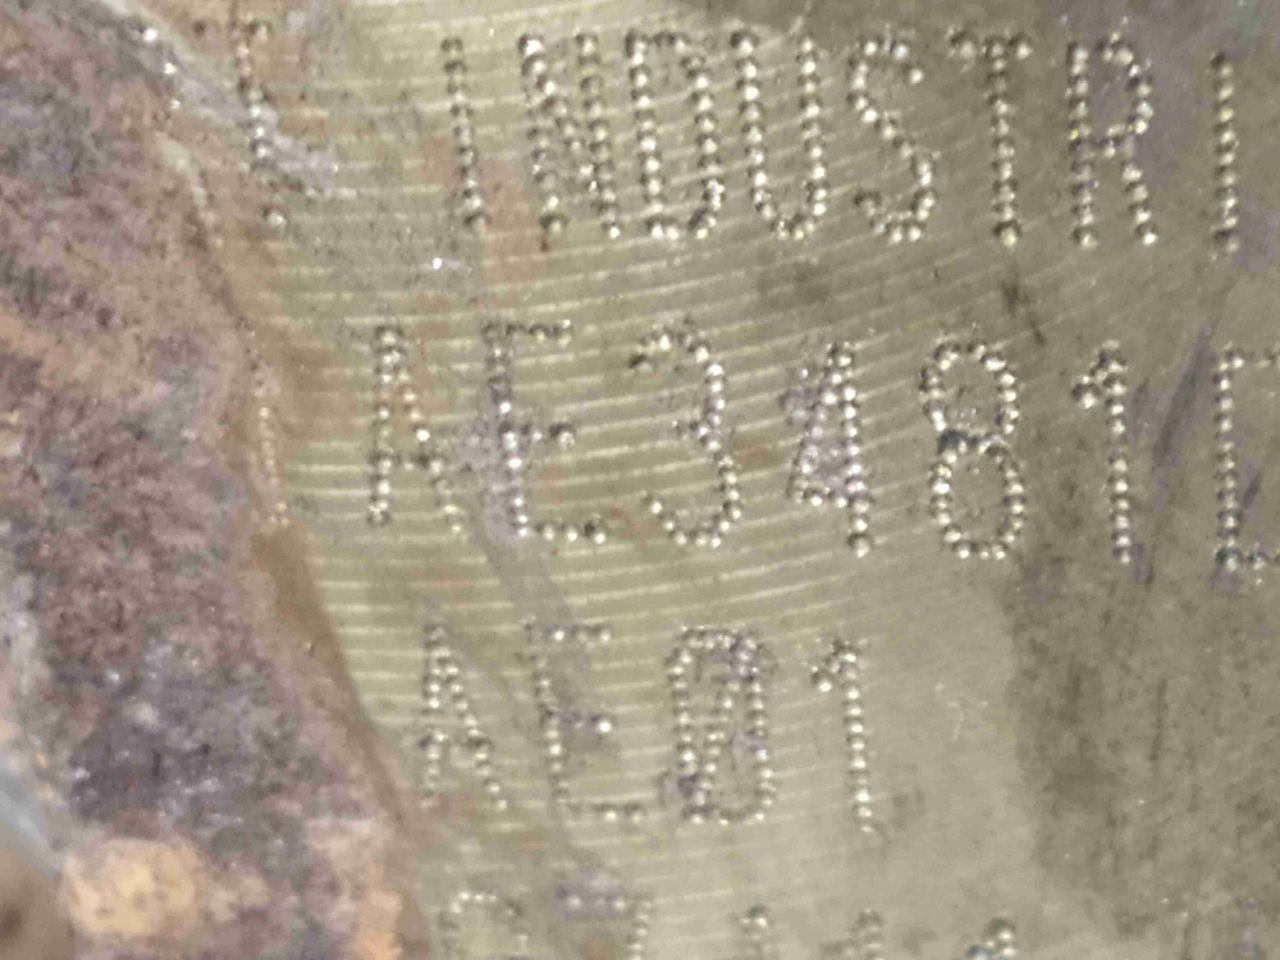 T INDUSTRI
AE3481
AE01